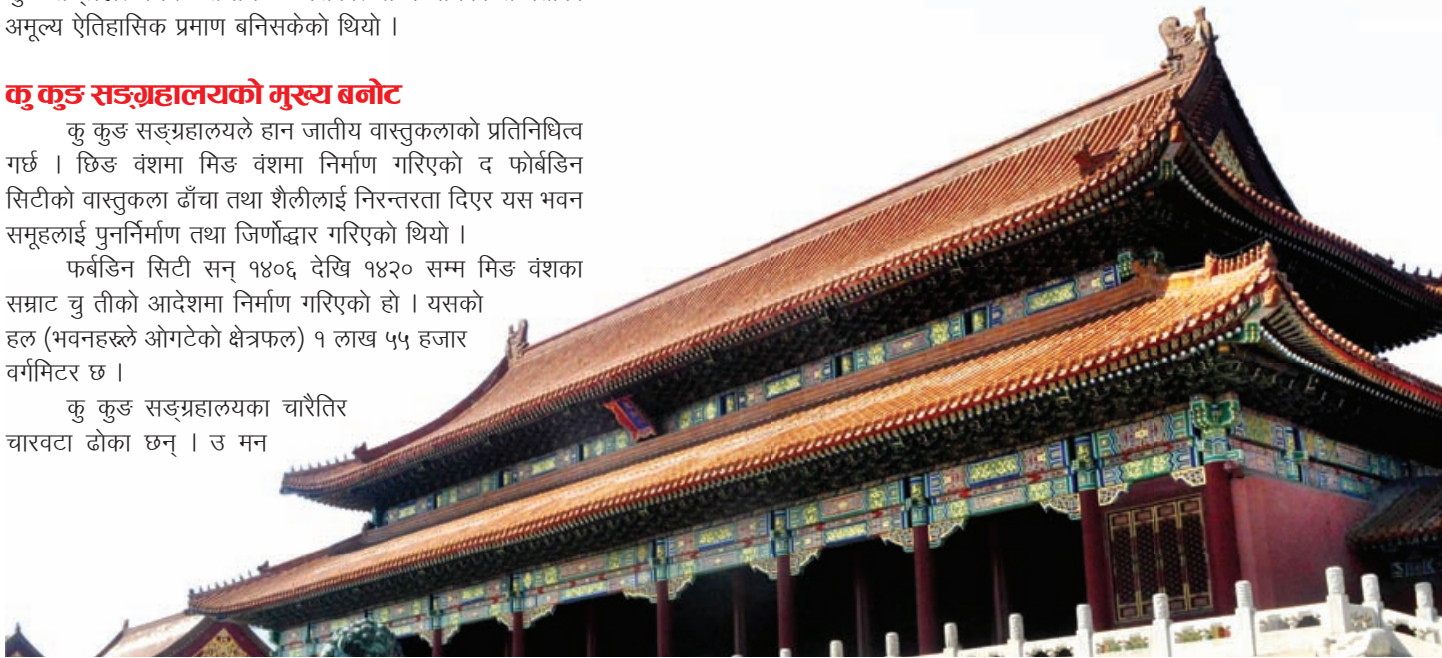 अमूल्य ऐतिहासिक प्रमाण बनिसकेको थियो ।
कु कुङ सङ्ग्रहालयको मुख्य बनोट
कु कुङ सङ्ग्रहालयले हान जातीय वास्तुकलाको प्रतिनिधित्व
गर्छ । छिङ वंशमा मिङ वंशमा निर्माण गरिएको द फोर्बडिन
सिटीको वास्तुकला ढाँचा तथा शैलीलाई निरन्तरता दिएर यस भवन
समूहलाई पुनर्निर्माण तथा जिर्णोद्धार गरिएको थियो ।
फर्बडिन सिटी सन् १४०६ देखि १४२० सम्म मिङ वंशका
सम्राट चु तीको आदेशमा निर्माण गरिएको हो । यसको
हल (भवनहरूले ओगटेको क्षेत्रफल) १ लाख ५५ हजार
वर्गमिटर छ ।
कु कुङ सङ्ग्रहालयका चारैतिर
चारवटा ढोका छन् । उ मन